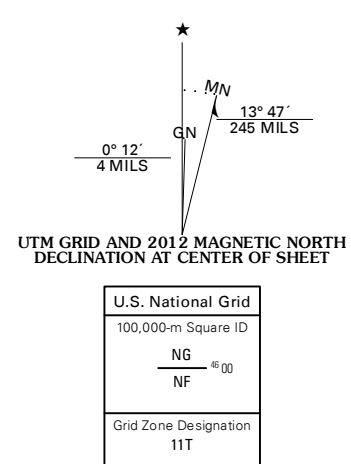 ★
MN
GN
13° 47´
245 MILS
0° 12´
4 MILS
UTM GRID AND 2012 MAGNETIC NORTH
DECLINATION AT CENTER OF SHEET
U.S. National Grid
100,000-m Square ID
NG
46 00
NF
Grid Zone Designation
11T